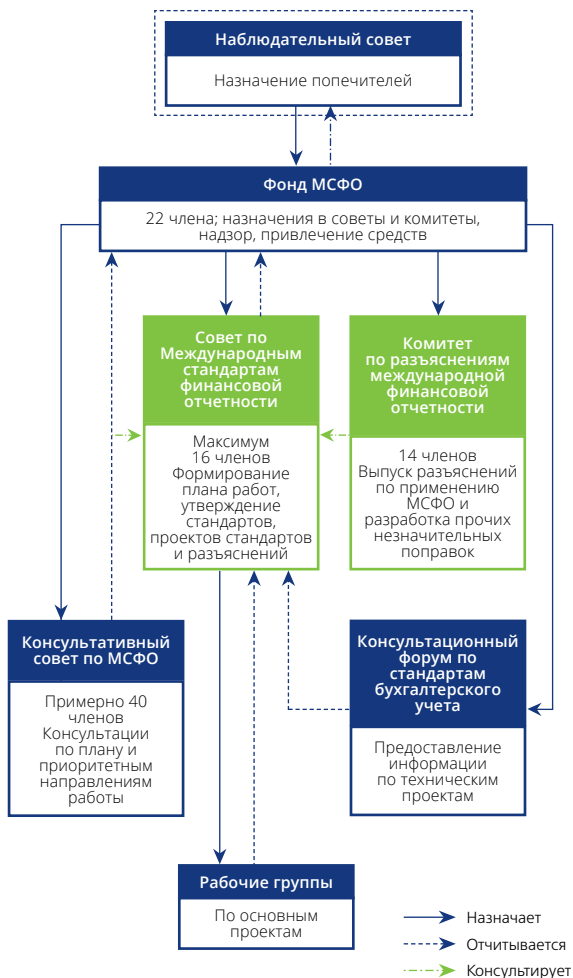 Наблюдательный совет
Назначение попечителей
Фонд МСФО
22 члена; назначения в советы и комитеты,
надзор, привлечение средств
Совет по
Международным
стандартам
финансовой
отчетности
Максимум
16 членов
Формирование
плана работ,
утверждение
стандартов,
проектов стандартов
и разъяснений
Комитет
по разъяснениям
международной
финансовой
отчетности
14 членов
Выпуск разъяснений
по применению
МСФО и
разработка прочих
незначительных
поправок
Консультативный
совет по МСФО
Примерно 40
членов
Консультации
по плану и
приоритетным
направлениям
работы
Консультационный
форум по
стандартам
бухгалтерского
учета
Предоставление
информации
по техническим
проектам
Рабочие группы
По основным
проектам
Назначает
Отчитывается
Консультирует